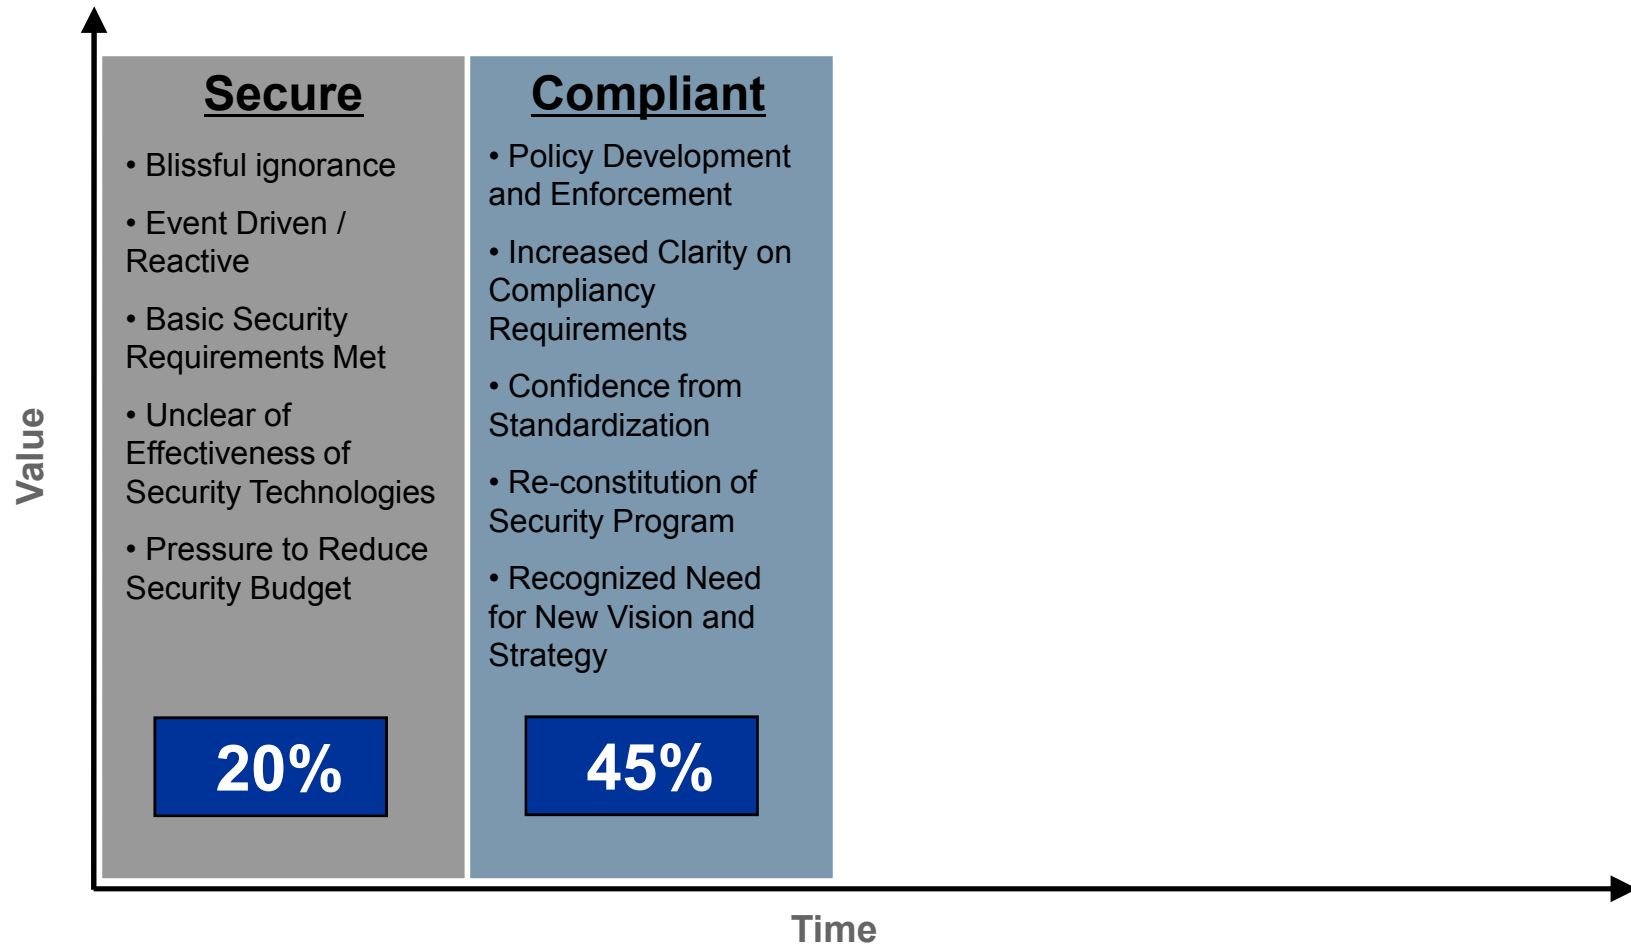 Secure
• Blissful ignorance
• Event Driven /
Reactive
• Basic Security
Requirements Met
• Unclear of
Effectiveness of
Security Technologies
• Pressure to Reduce
Security Budget
20%
Compliant
• Policy Development
and Enforcement
• Increased Clarity on
Compliancy
Requirements
• Confidence from
Standardization
• Re-constitution of
Security Program
• Recognized Need
for New Vision and
Strategy
45%
Value
Time